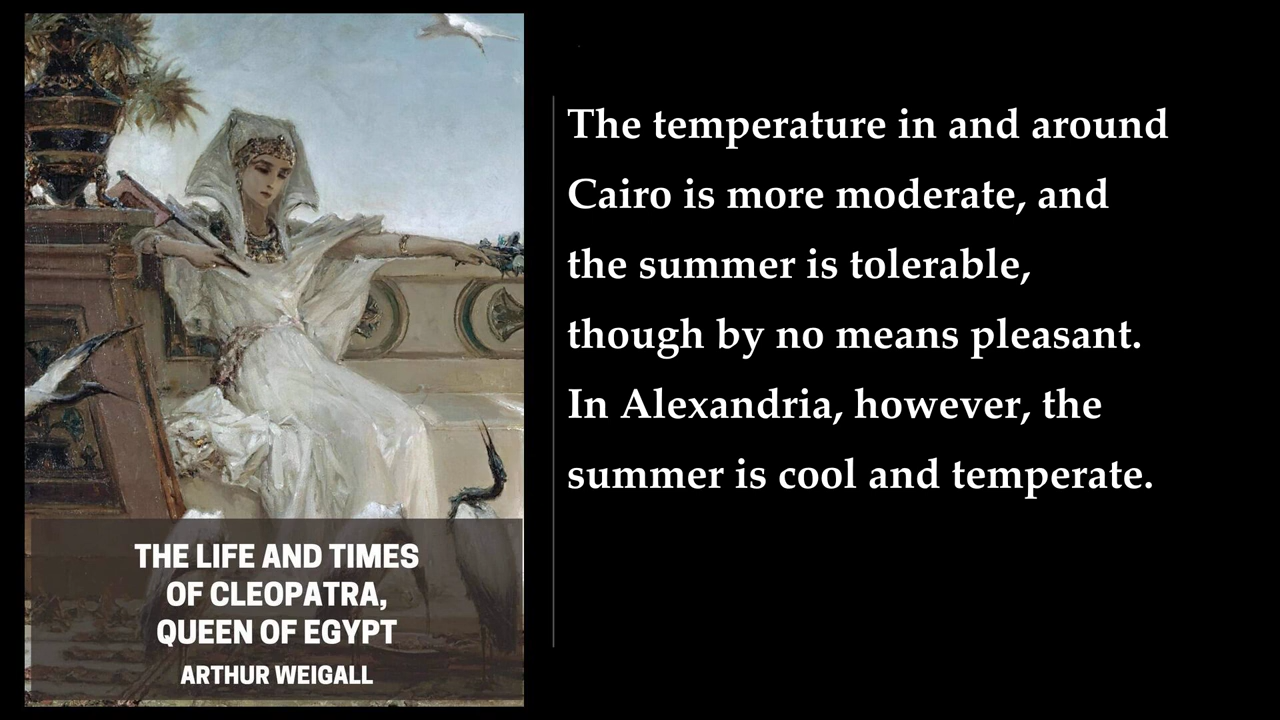 THE LIFE AND TIMES
OF CLEOPATRA,
QUEEN OF EGYPT
ARTHUR WEIGALL
The temperature in and around
Cairo is more moderate, and
the summer is tolerable,
though by no means pleasant.
In Alexandria, however, the
summer is cool and temperate.